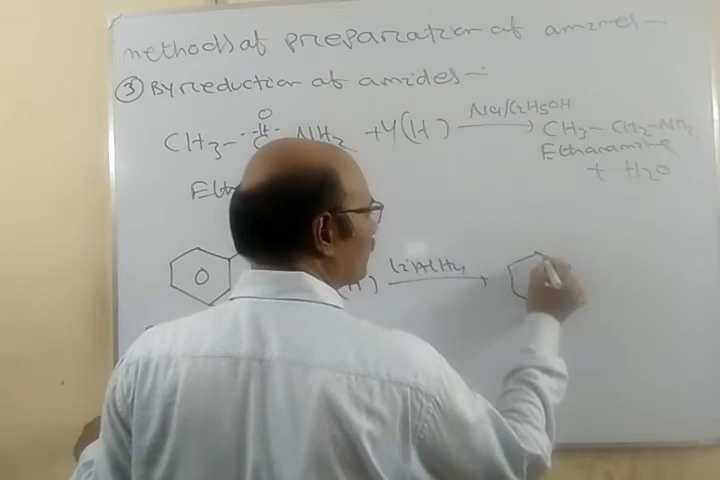 methods of preparation of amines-
③ By reduction of amides:-
O
CH3- C NH2 + 4(H) Na/C2H5OH CH3-CH2-NH2
Ethanamine
+ H2O
LiAlH4